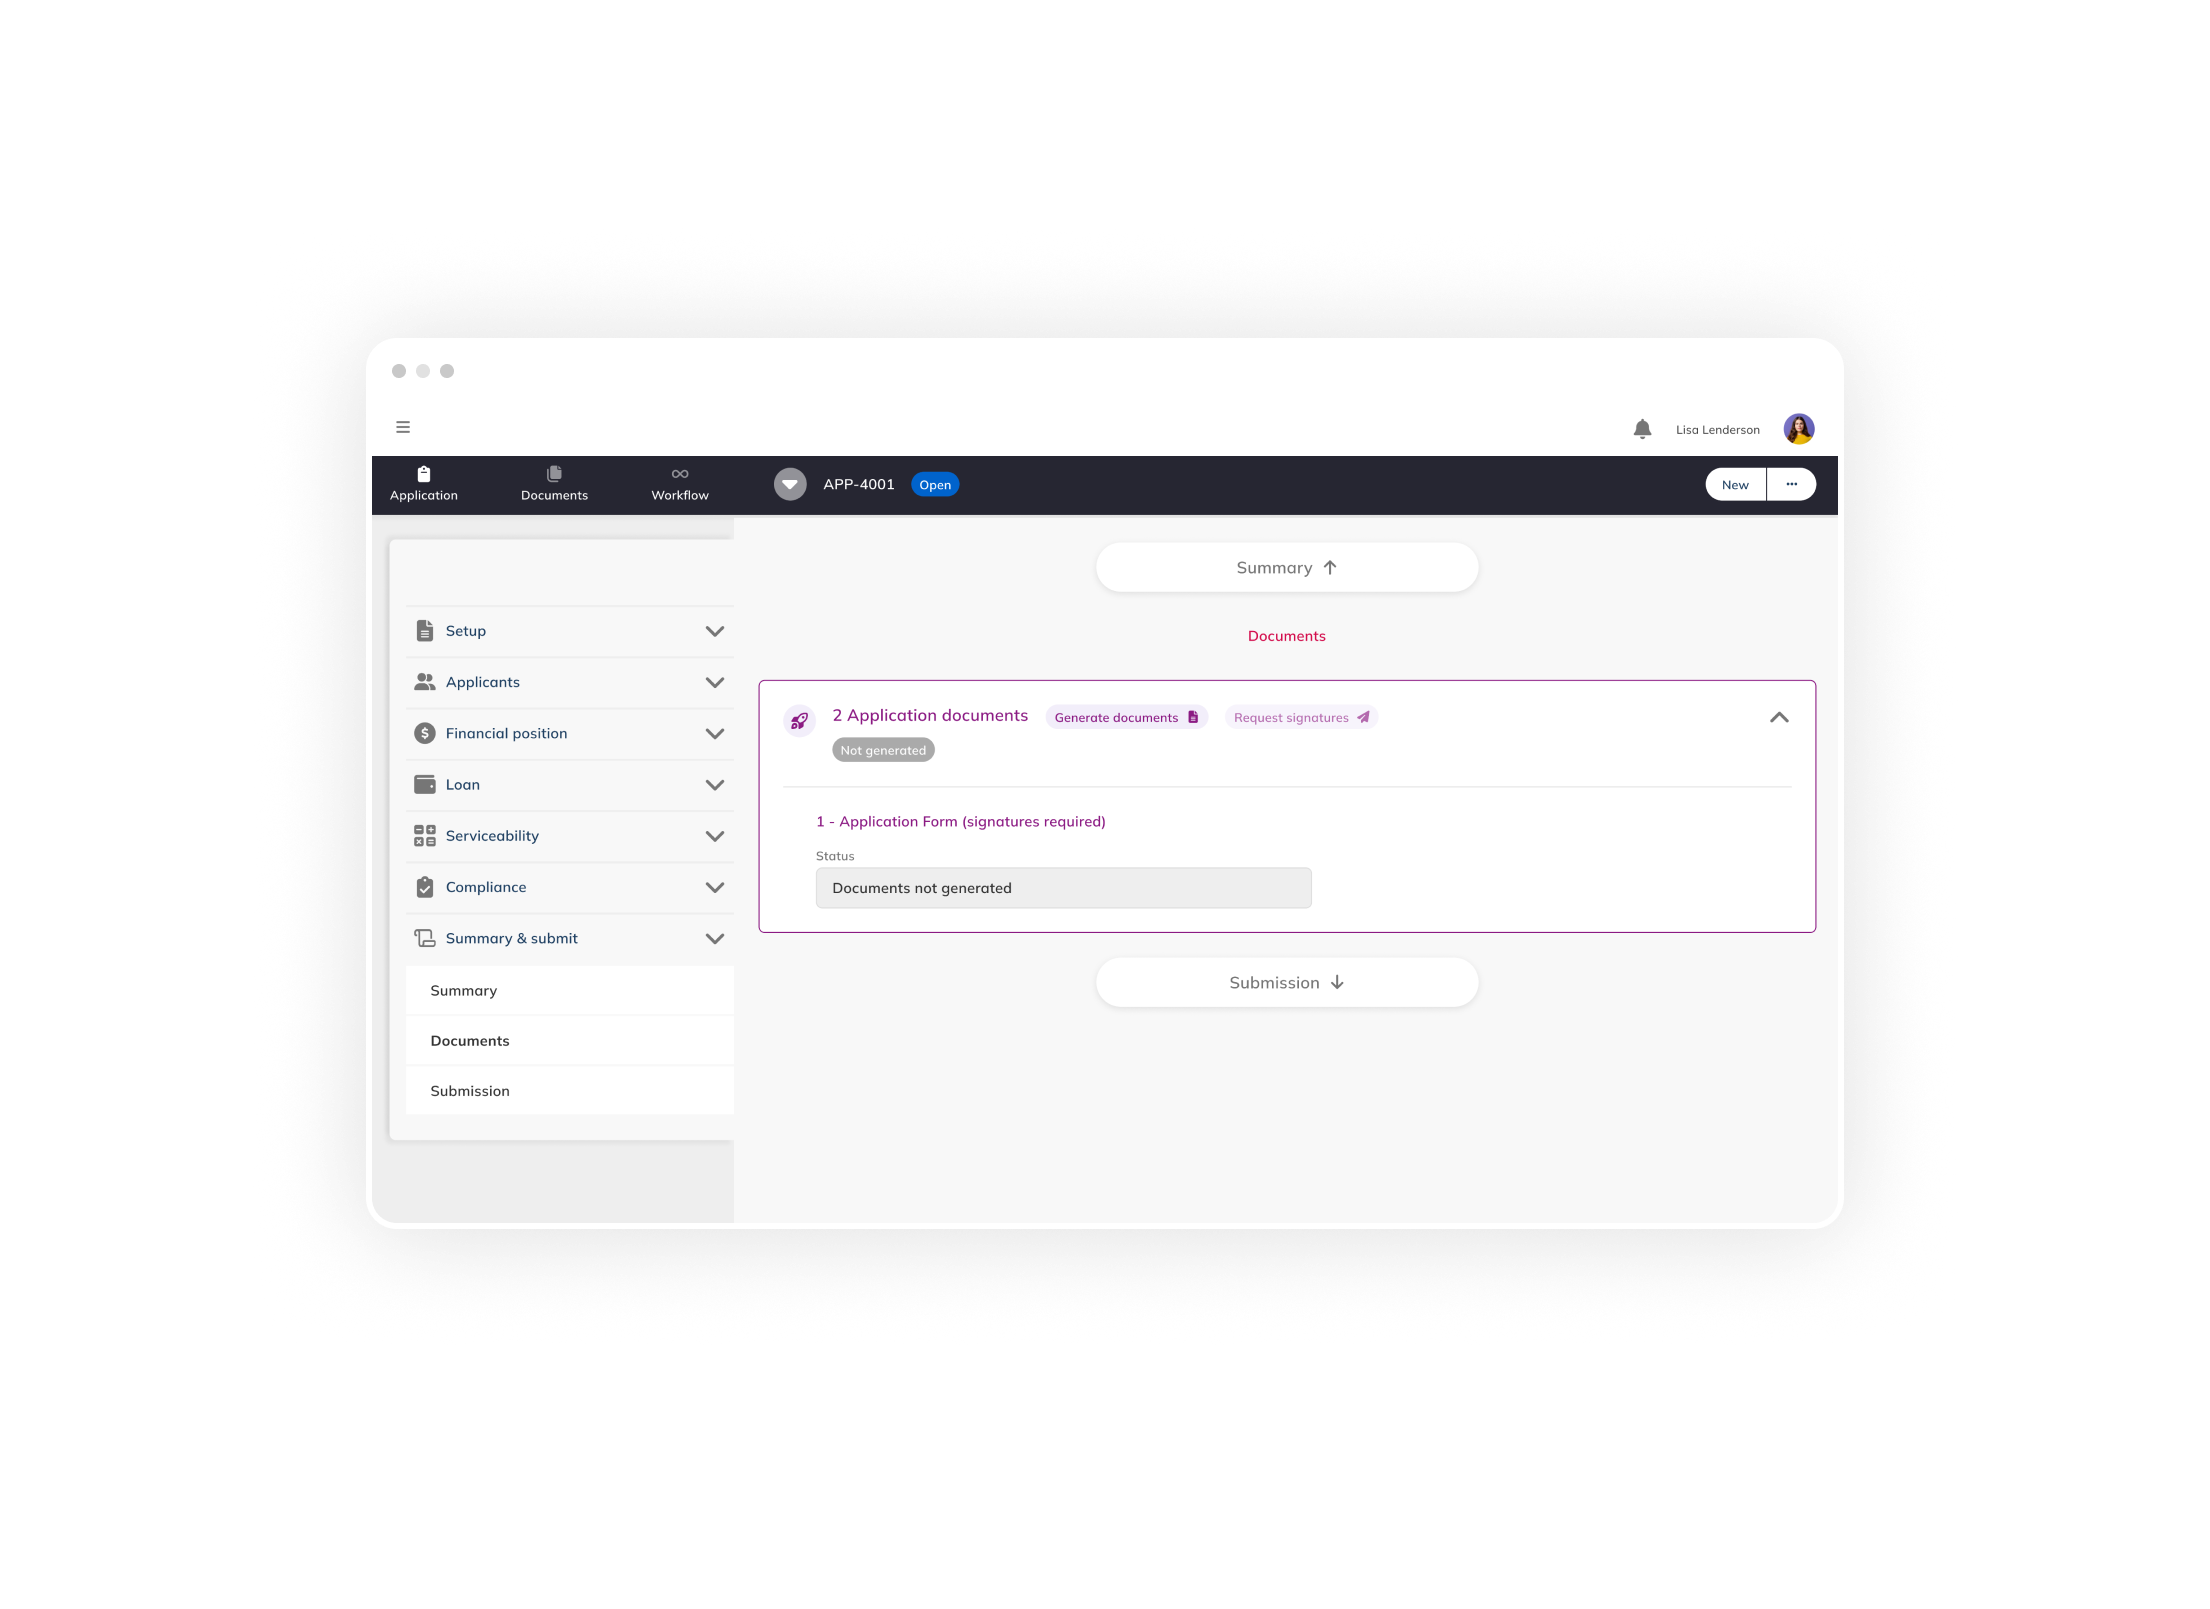 Lisa Lenderson
Application
Documents
Workflow
APP-4001
Open
New
Setup
Applicants
Financial position
Loan
Serviceability
Compliance
Summary & submit
Summary
Documents
Submission
Summary
Documents
2 Application documents
Generate documents
Request signatures
Not generated
1 - Application Form (signatures required)
Status
Documents not generated
Submission